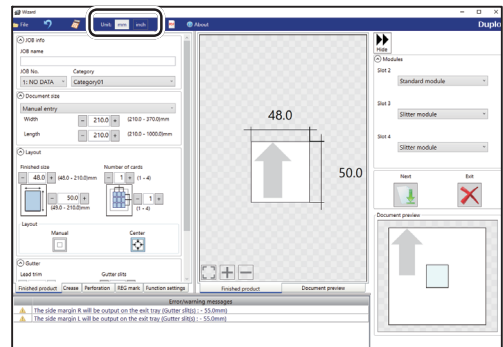 Wizard
File
Unit: mm inch
About
Duplo
JOB info
JOB name
JOB No. Category
1: NO DATA Category01
Document size
Manual entry
Width - 210.0 + (210.0 - 370.0)mm
Length - 210.0 + (210.0 - 1000.0)mm
Layout
Finished size Number of cards
- 48.0 + (48.0 - 210.0)mm - 1 + (1 - 4)
- 50.0 + - 1 +
(49.0 - 210.0)mm (1 - 4)
Layout
Manual Center
Gutter
Lead trim Gutter slits
Finished product Crease Perforation REG mark Function settings
48.0
50.0
Finished product Document preview
Hide
Modules
Slot 2
Standard module
Slot 3
Slitter module
Slot 4
Slitter module
Next Exit
Document preview
Error/warning messages
The side margin R will be output on the exit tray (Gutter slit(s) : - 55.0mm)
The side margin L will be output on the exit tray (Gutter slit(s) : - 55.0mm)